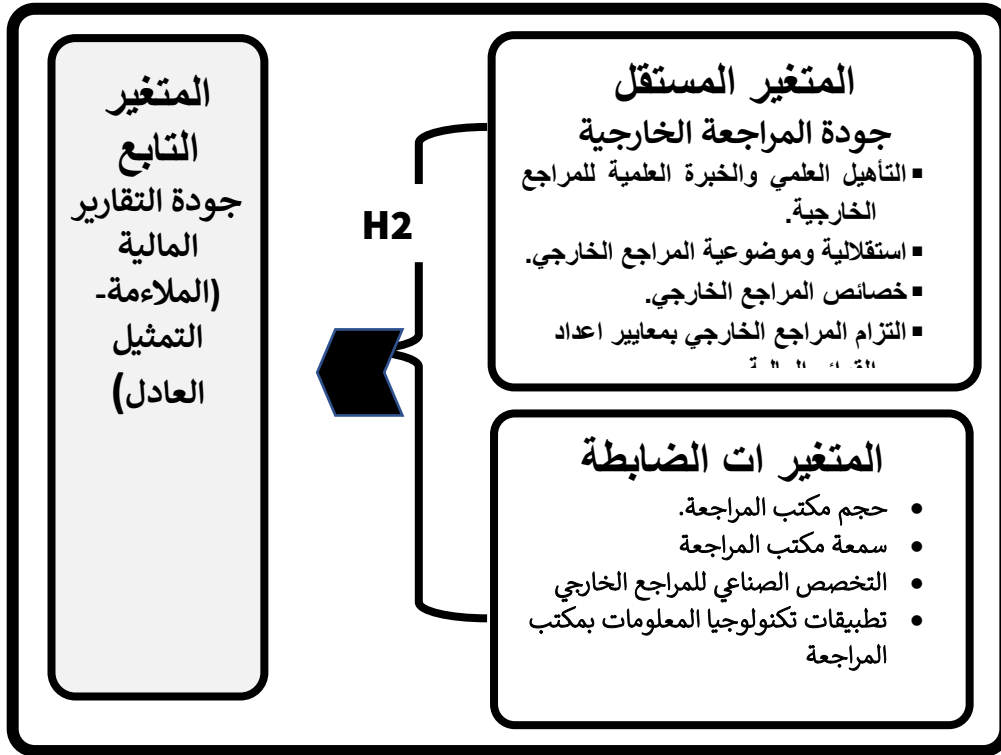 المتغير المستقل
جودة المراجعة الخارجية
▪ التأهيل العلمي والخبرة العلمية للمراجع
الخارجية.
▪ استقلالية وموضوعية المراجع الخارجي.
▪ خصائص المراجع الخارجي.
▪ التزام المراجع الخارجي بمعايير اعداد
المتغير ات الضابطة
• حجم مكتب المراجعة.
• سمعة مكتب المراجعة
• التخصص الصناعي للمراجع الخارجي
• تطبيقات تكنولوجيا المعلومات بمكتب
المراجعة
H2
المتغير
التابع
جودة التقارير
المالية
(الملاءمة-
التمثيل
العادل)